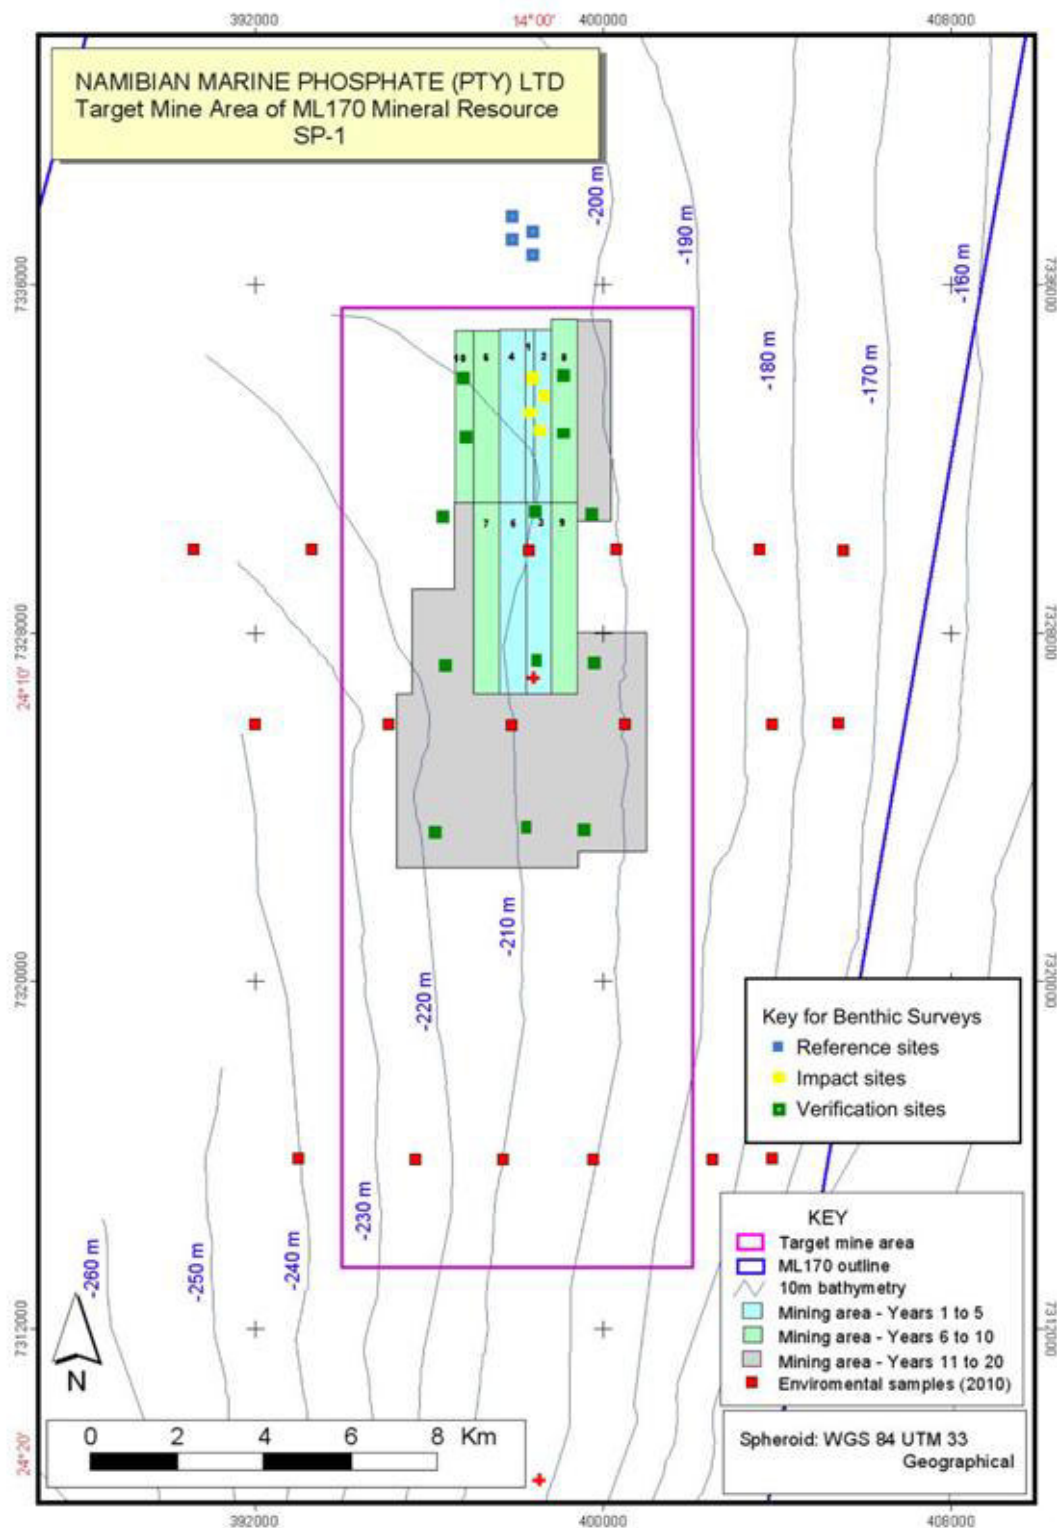 392000
14°00'
400000
408000
NAMIBIAN MARINE PHOSPHATE (PTY) LTD
Target Mine Area of ML170 Mineral Resource
SP-1
-200 m
-190 m
-160 m
-180 m
-170 m
7336000
7336000
10
5
4
1
2
8
7
6
3
9
7328000
7328000
24°10'
-210 m
-220 m
7320000
7320000
Key for Benthic Surveys
Reference sites
Impact sites
Verification sites
-230 m
-240 m
-250 m
-260 m
KEY
Target mine area
ML170 outline
10m bathymetry
Mining area - Years 1 to 5
Mining area - Years 6 to 10
Mining area - Years 11 to 20
Enviromental samples (2010)
7312000
7312000
N
0 2 4 6 8 Km
24°20'
Spheroid: WGS 84 UTM 33
Geographical
392000
400000
408000